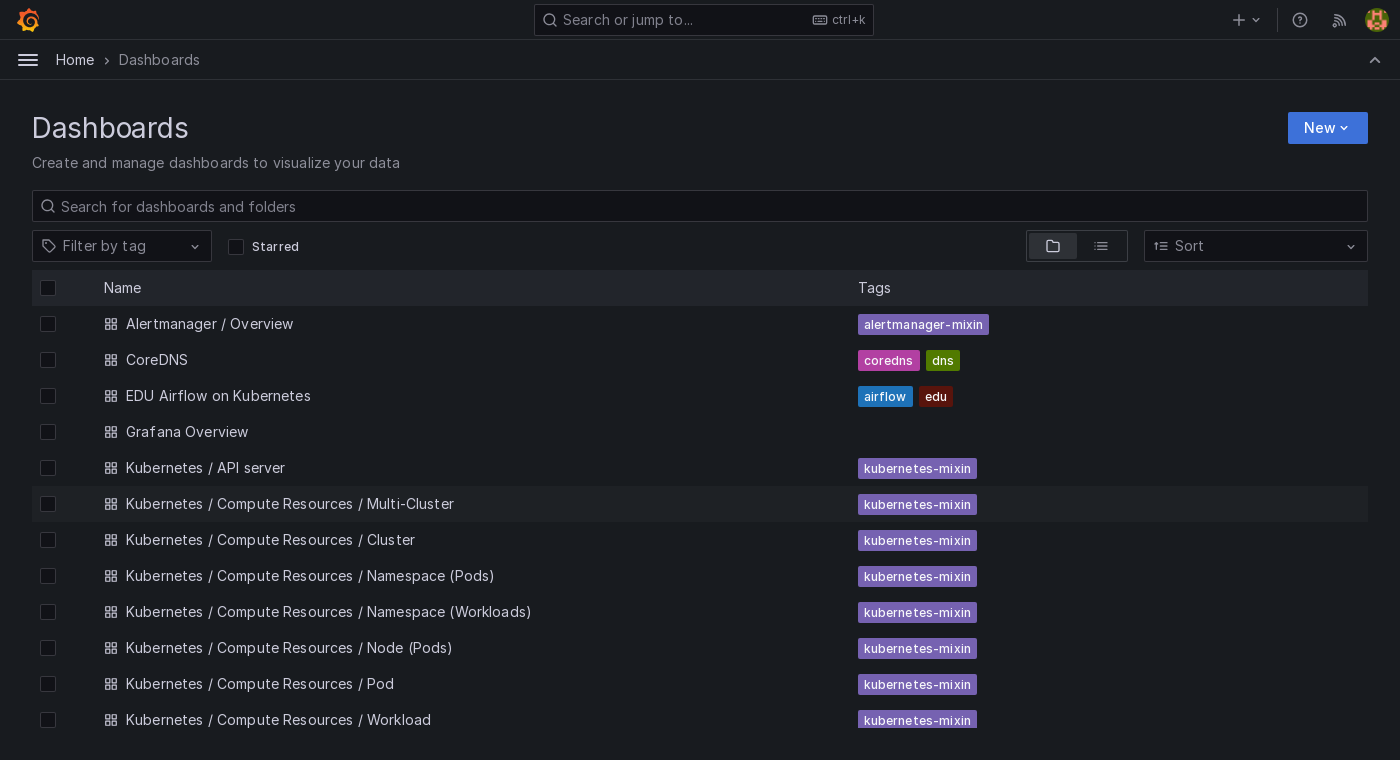 Search or jump to... ctrl+k
Home Dashboards
Dashboards
New
Create and manage dashboards to visualize your data
Search for dashboards and folders
Filter by tag Starred Sort
Name Tags
Alertmanager / Overview alertmanager-mixin
CoreDNS coredns dns
EDU Airflow on Kubernetes airflow edu
Grafana Overview
Kubernetes / API server kubernetes-mixin
Kubernetes / Compute Resources / Multi-Cluster kubernetes-mixin
Kubernetes / Compute Resources / Cluster kubernetes-mixin
Kubernetes / Compute Resources / Namespace (Pods) kubernetes-mixin
Kubernetes / Compute Resources / Namespace (Workloads) kubernetes-mixin
Kubernetes / Compute Resources / Node (Pods) kubernetes-mixin
Kubernetes / Compute Resources / Pod kubernetes-mixin
Kubernetes / Compute Resources / Workload kubernetes-mixin